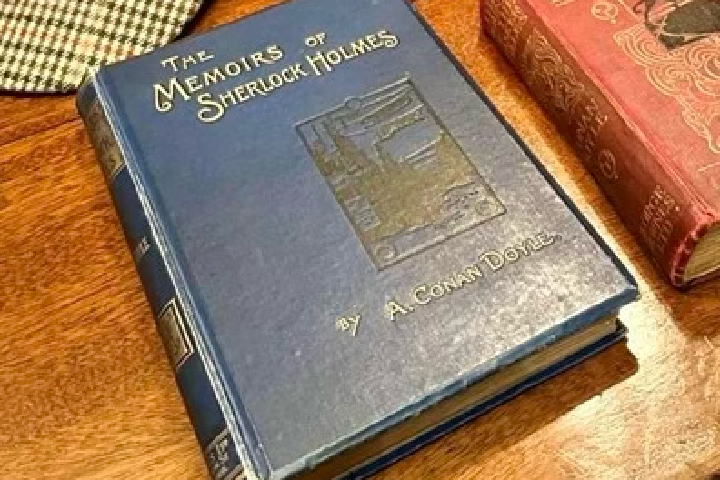 The
Memoirs of
Sherlock Holmes
By A. Conan Doyle